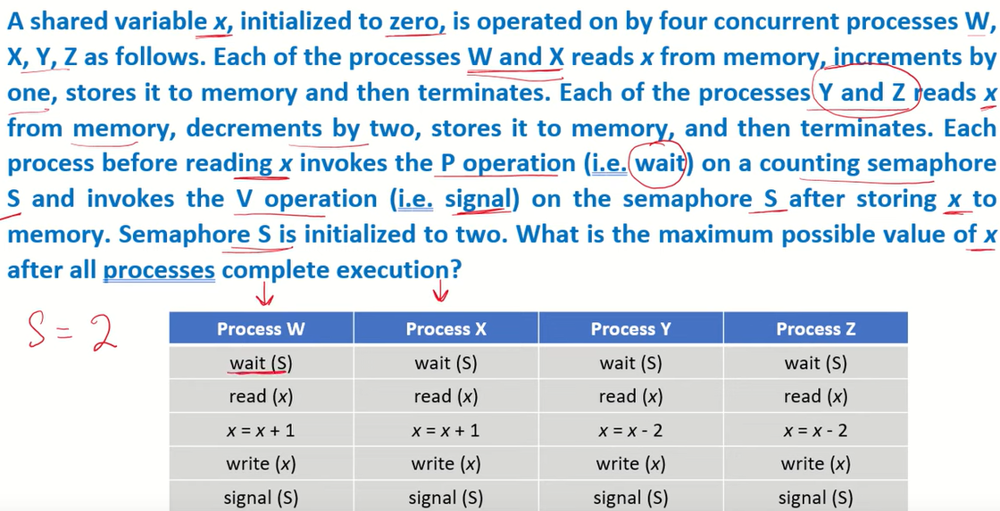 A shared variable x, initialized to zero, is operated on by four concurrent processes W,
X, Y, Z as follows. Each of the processes W and X reads x from memory, increments by
one, stores it to memory and then terminates. Each of the processes Y and Z reads x
from memory, decrements by two, stores it to memory, and then terminates. Each
process before reading x invokes the P operation (i.e. wait) on a counting semaphore
S and invokes the V operation (i.e. signal) on the semaphore S after storing x to
memory. Semaphore S is initialized to two. What is the maximum possible value of x
after all processes complete execution?
S = 2
Process W Process X Process Y Process Z
wait (S) wait (S) wait (S) wait (S)
read (x) read (x) read (x) read (x)
x = x + 1 x = x + 1 x = x - 2 x = x - 2
write (x) write (x) write (x) write (x)
signal (S) signal (S) signal (S) signal (S)